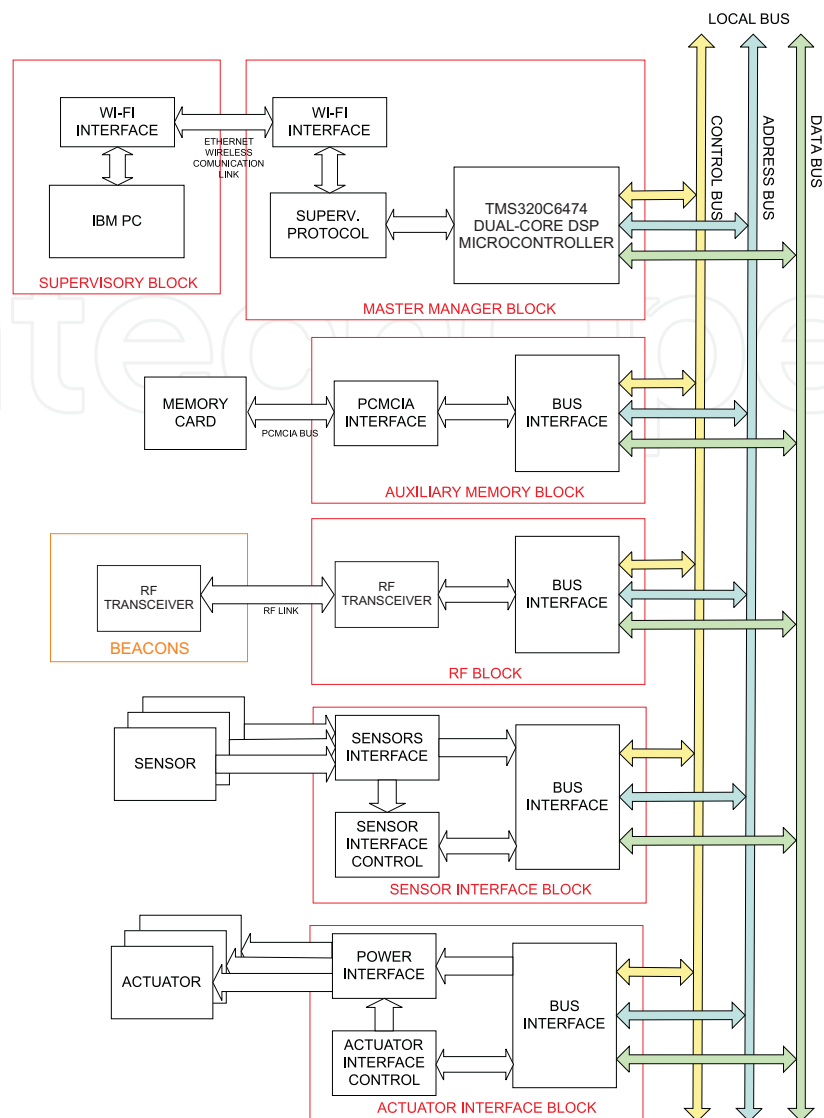 LOCAL BUS
CONTROL BUS
ADDRESS BUS
DATA BUS
WI-FI
INTERFACE
ETHERNET
WIRELESS
COMUNICATION
LINK
WI-FI
INTERFACE
IBM PC
SUPERV.
PROTOCOL
TMS320C6474
DUAL-CORE DSP
MICROCONTROLLER
SUPERVISORY BLOCK
MASTER MANAGER BLOCK
MEMORY
CARD
PCMCIA BUS
PCMCIA
INTERFACE
BUS
INTERFACE
AUXILIARY MEMORY BLOCK
RF
TRANSCEIVER
RF LINK
RF
TRANSCEIVER
BUS
INTERFACE
BEACONS
RF BLOCK
SENSOR
SENSORS
INTERFACE
SENSOR
INTERFACE
CONTROL
BUS
INTERFACE
SENSOR INTERFACE BLOCK
ACTUATOR
POWER
INTERFACE
ACTUATOR
INTERFACE
CONTROL
BUS
INTERFACE
ACTUATOR INTERFACE BLOCK